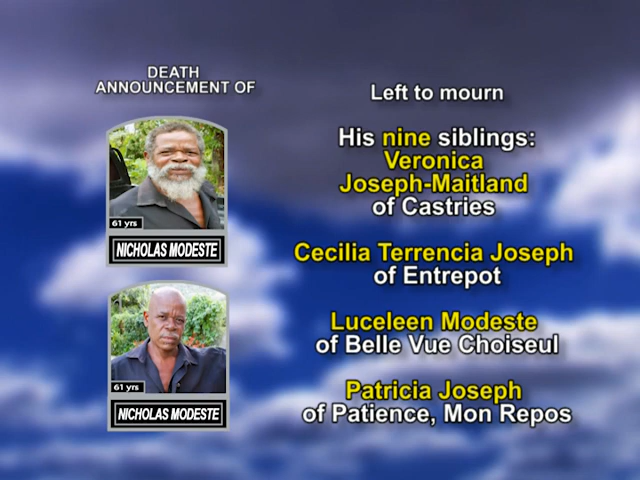 DEATH
ANNOUNCEMENT OF
61 yrs
NICHOLAS MODESTE
61 yrs
NICHOLAS MODESTE
Left to mourn
His nine siblings:
Veronica
Joseph-Maitland
of Castries
Cecilia Terrencia Joseph
of Entrepot
Luceleen Modeste
of Belle Vue Choiseul
Patricia Joseph
of Patience, Mon Repos